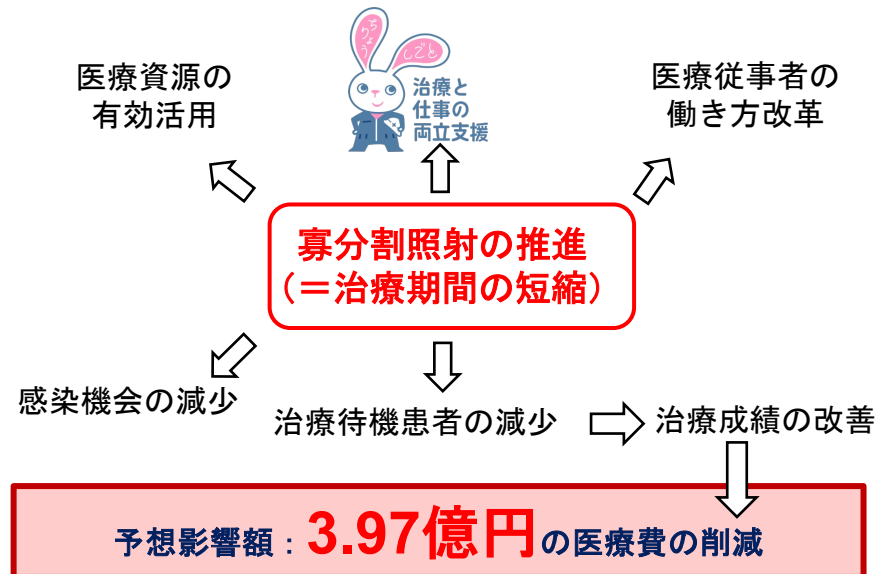 ちりょう
しごと
治療と
仕事の
両立支援
医療資源の
有効活用
医療従事者の
働き方改革
寡分割照射の推進
(＝治療期間の短縮)
感染機会の減少
治療待機患者の減少
治療成績の改善
予想影響額：3.97億円の医療費の削減